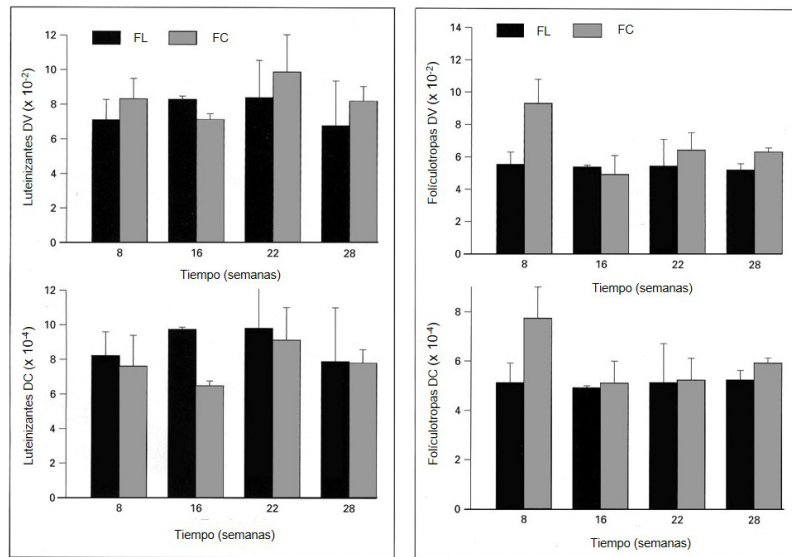 FL FC
Luteinizantes DV (x 10-2)
12
10
8
6
4
2
0
8 16 22 28
Tiempo (semanas)
Luteinizantes DC (x 10-4)
12
10
8
6
4
2
0
8 16 22 28
Tiempo (semanas)
FL FC
Folículotropas DV (x 10-2)
14
12
10
8
6
4
2
0
8 16 22 28
Tiempo (semanas)
Folículotropas DC (x 10-4)
8
6
4
2
0
8 16 22 28
Tiempo (semanas)